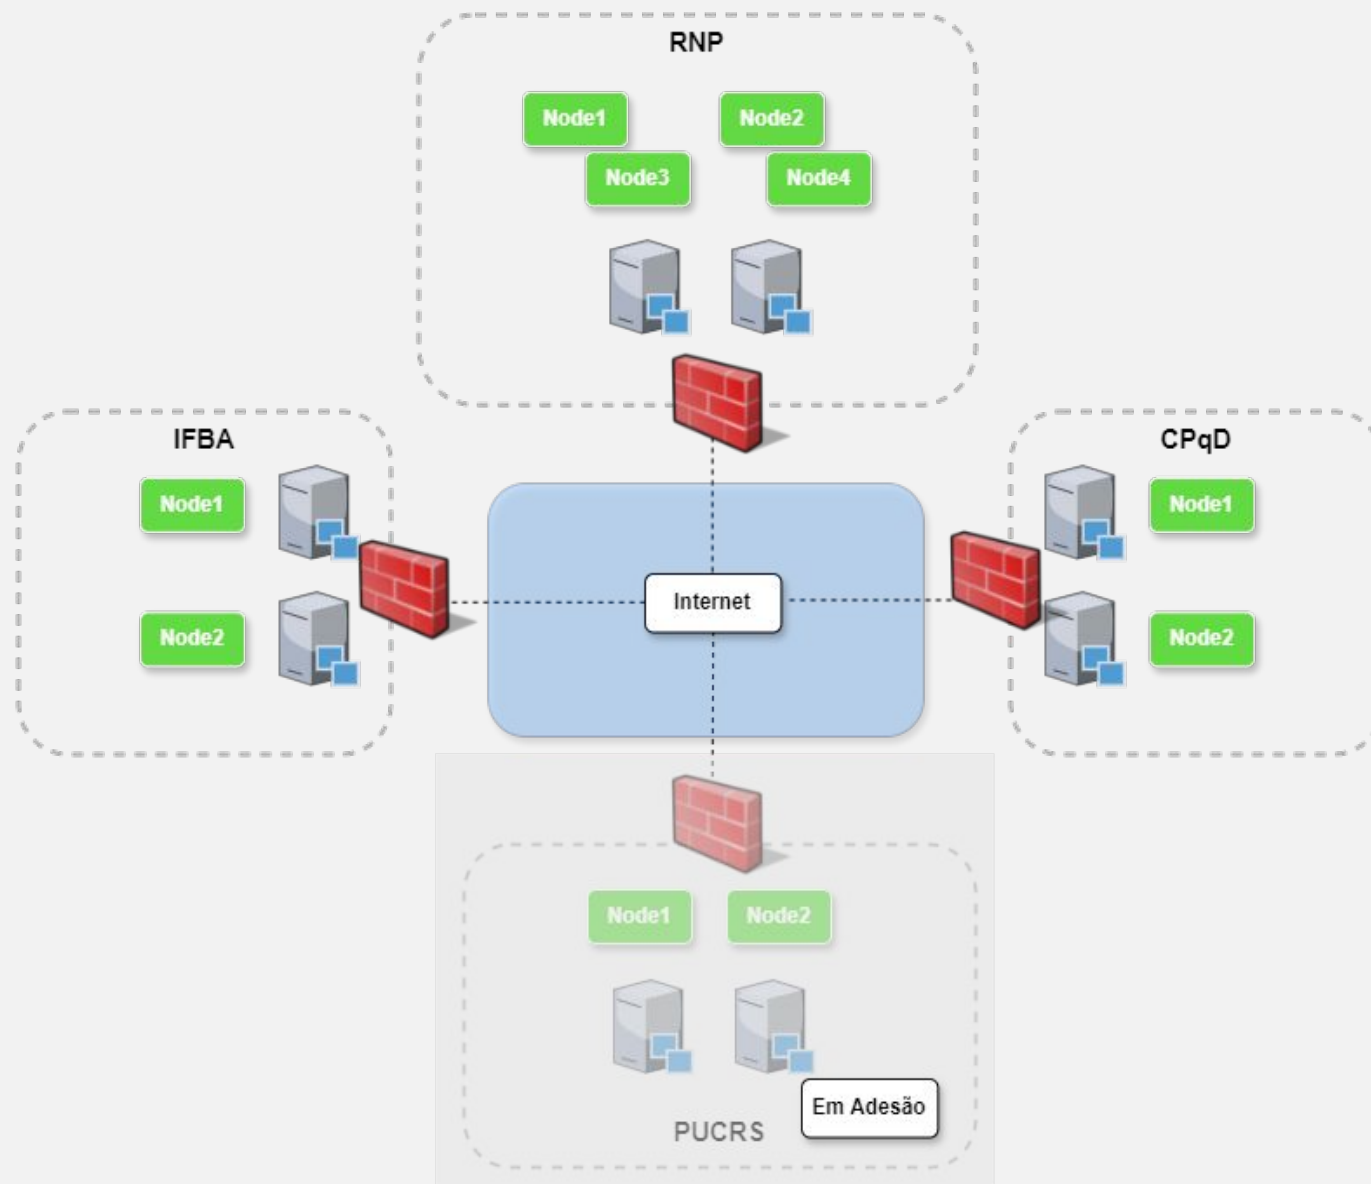 RNP
Node1
Node2
Node3
Node4
IFBA
Node1
Node2
Internet
CPqD
Node1
Node2
Node1
Node2
Em Adesão
PUCRS